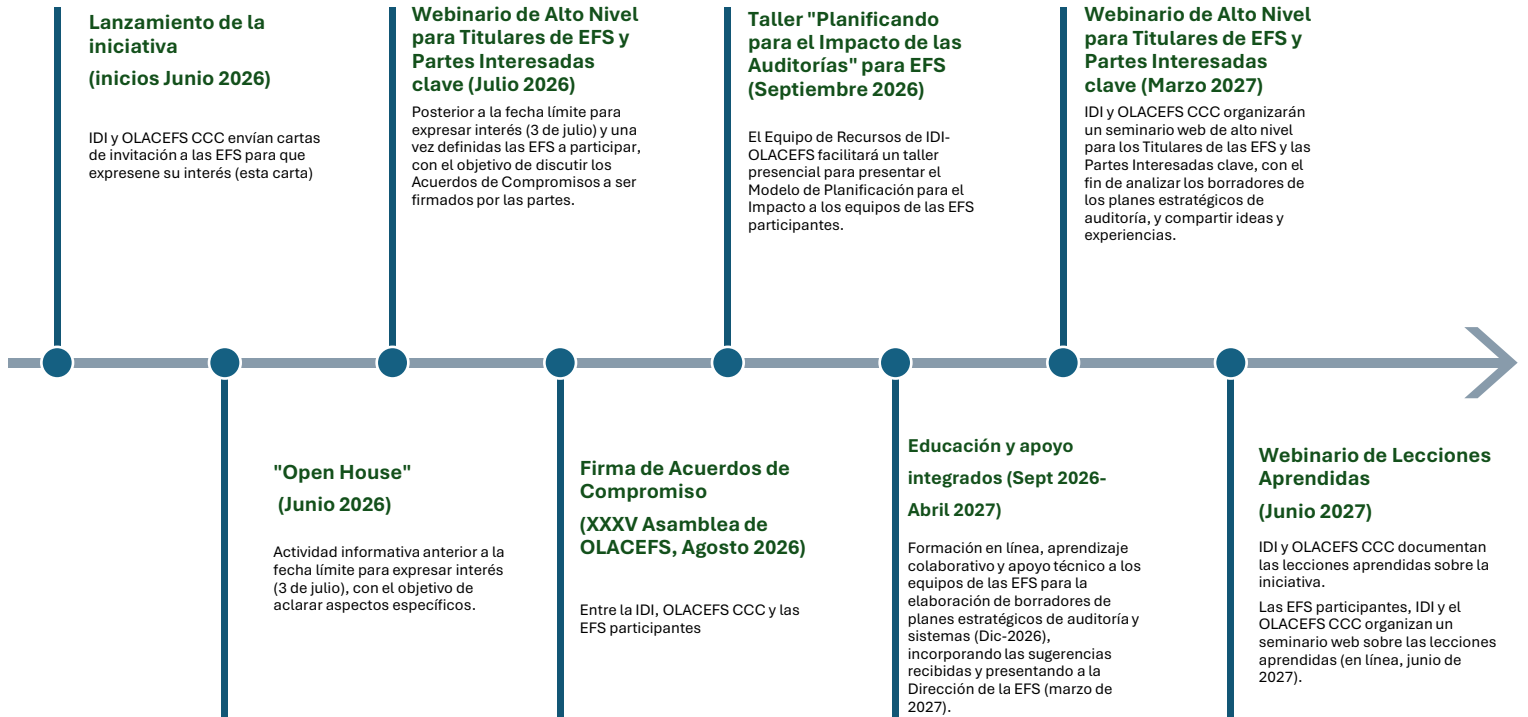 Lanzamiento de la
iniciativa
(inicios Junio 2026)
IDI y OLACEFS CCC envían cartas
de invitación a las EFS para que
expresene su interés (esta carta)
Webinario de Alto Nivel
para Titulares de EFS y
Partes Interesadas
clave (Julio 2026)
Posterior a la fecha límite para
expresar interés (3 de julio) y una
vez definidas las EFS a participar,
con el objetivo de discutir los
Acuerdos de Compromisos a ser
firmados por las partes.
Taller "Planificando
para el Impacto de las
Auditorías" para EFS
(Septiembre 2026)
El Equipo de Recursos de IDI-
OLACEFS facilitará un taller
presencial para presentar el
Modelo de Planificación para el
Impacto a los equipos de las EFS
participantes.
Webinario de Alto Nivel
para Titulares de EFS y
Partes Interesadas
clave (Marzo 2027)
IDI y OLACEFS CCC organizarán
un seminario web de alto nivel
para los Titulares de las EFS y las
Partes Interesadas clave, con el
fin de analizar los borradores de
los planes estratégicos de
auditoría, y compartir ideas y
experiencias.
"Open House"
(Junio 2026)
Actividad informativa anterior a la
fecha límite para expresar interés
(3 de julio), con el objetivo de
aclarar aspectos específicos.
Firma de Acuerdos de
Compromiso
(XXXV Asamblea de
OLACEFS, Agosto 2026)
Entre la IDI, OLACEFS CCC y las
EFS participantes
Educación y apoyo
integrados (Sept 2026-
Abril 2027)
Formación en línea, aprendizaje
colaborativo y apoyo técnico a los
equipos de las EFS para la
elaboración de borradores de
planes estratégicos de auditoría y
sistemas (Dic-2026),
incorporando las sugerencias
recibidas y presentando a la
Dirección de la EFS (marzo de
2027).
Webinario de Lecciones
Aprendidas
(Junio 2027)
IDI y OLACEFS CCC documentan
las lecciones aprendidas sobre la
iniciativa.
Las EFS participantes, IDI y el
OLACEFS CCC organizan un
seminario web sobre las lecciones
aprendidas (en línea, junio de
2027).